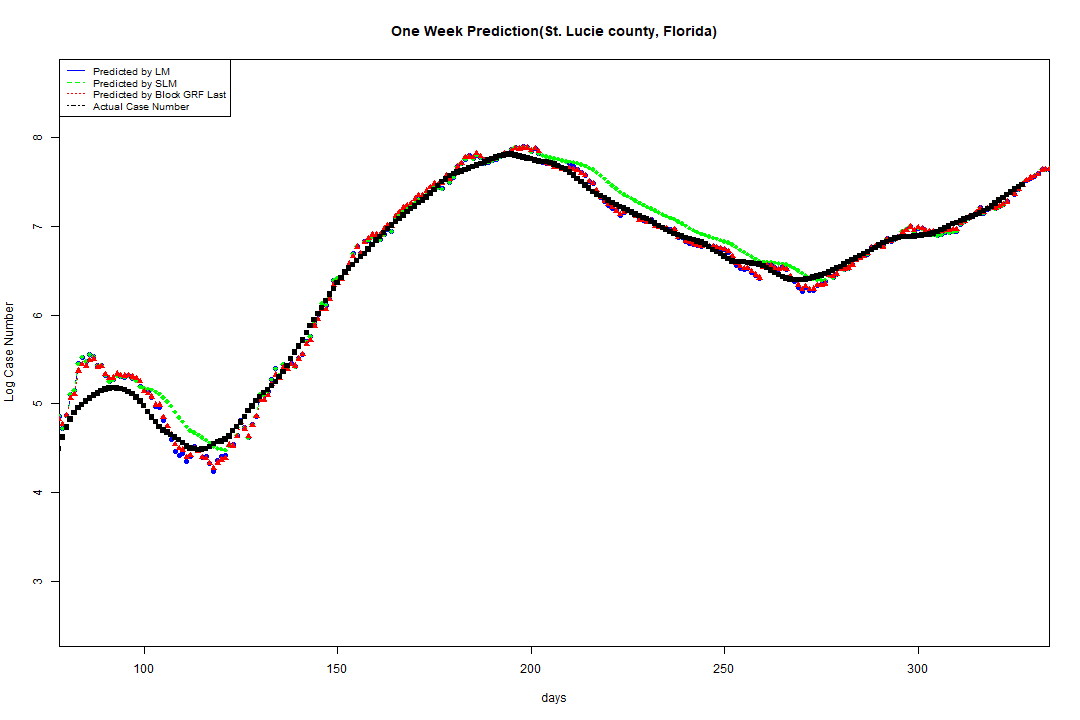 One Week Prediction(St. Lucie county, Florida)
Predicted by LM
Predicted by SLM
Predicted by Block GRF Last
Actual Case Number
8
7
6
5
4
3
Log Case Number
100 150 200 250 300
days